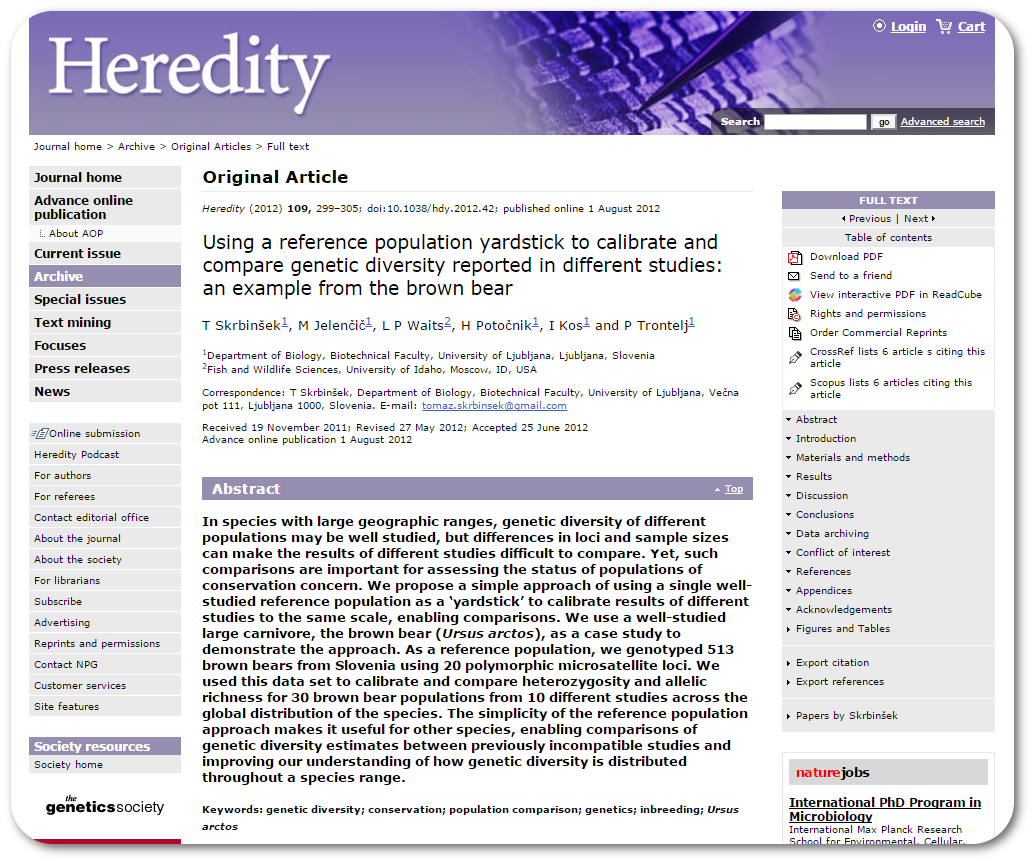 Heredity
Login Cart
Search go Advanced search
Journal home > Archive > Original Articles > Full text
Journal home
Advance online
publication
About AOP
Current issue
Archive
Special issues
Text mining
Focuses
Press releases
News
Online submission
Heredity Podcast
For authors
For referees
Contact editorial office
About the journal
About the society
For librarians
Subscribe
Advertising
Reprints and permissions
Contact NPG
Customer services
Site features
Society resources
Society home
the
geneticssociety
Original Article
Heredity (2012) 109, 299–305; doi:10.1038/hdy.2012.42; published online 1 August 2012
Using a reference population yardstick to calibrate and
compare genetic diversity reported in different studies:
an example from the brown bear
T Skrbinšek1, M Jelenčič1, L P Waits2, H Potočnik1, I Kos1 and P Trontelj1
1Department of Biology, Biotechnical Faculty, University of Ljubljana, Ljubljana, Slovenia
2Fish and Wildlife Sciences, University of Idaho, Moscow, ID, USA
Correspondence: T Skrbinšek, Department of Biology, Biotechnical Faculty, University of Ljubljana, Večna
pot 111, Ljubljana 1000, Slovenia. E-mail: tomaz.skrbinsek@gmail.com
Received 19 November 2011; Revised 27 May 2012; Accepted 25 June 2012
Advance online publication 1 August 2012
Abstract Top
In species with large geographic ranges, genetic diversity of different
populations may be well studied, but differences in loci and sample sizes
can make the results of different studies difficult to compare. Yet, such
comparisons are important for assessing the status of populations of
conservation concern. We propose a simple approach of using a single well-
studied reference population as a ‘yardstick’ to calibrate results of different
studies to the same scale, enabling comparisons. We use a well-studied
large carnivore, the brown bear (Ursus arctos), as a case study to
demonstrate the approach. As a reference population, we genotyped 513
brown bears from Slovenia using 20 polymorphic microsatellite loci. We
used this data set to calibrate and compare heterozygosity and allelic
richness for 30 brown bear populations from 10 different studies across the
global distribution of the species. The simplicity of the reference population
approach makes it useful for other species, enabling comparisons of
genetic diversity estimates between previously incompatible studies and
improving our understanding of how genetic diversity is distributed
throughout a species range.
Keywords: genetic diversity; conservation; population comparison; genetics; inbreeding; Ursus
arctos
FULL TEXT
Previous | Next
Table of contents
Download PDF
Send to a friend
View interactive PDF in ReadCube
Rights and permissions
Order Commercial Reprints
CrossRef lists 6 article s citing this
article
Scopus lists 6 articles citing this
article
Abstract
Introduction
Materials and methods
Results
Discussion
Conclusions
Data archiving
Conflict of interest
References
Appendices
Acknowledgements
Figures and Tables
Export citation
Export references
Papers by Skrbinšek
naturejobs
International PhD Program in
Microbiology
International Max Planck Research
School for Environmental, Cellular,